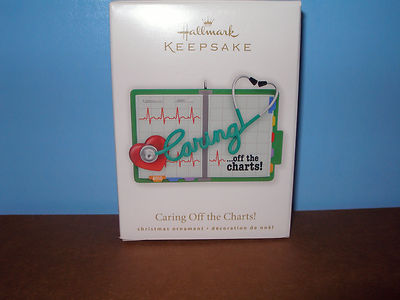 Hallmark
KEEPSAKE
Caring
...off the
charts!
Caring Off the Charts!
christmas ornament • décoration de noël